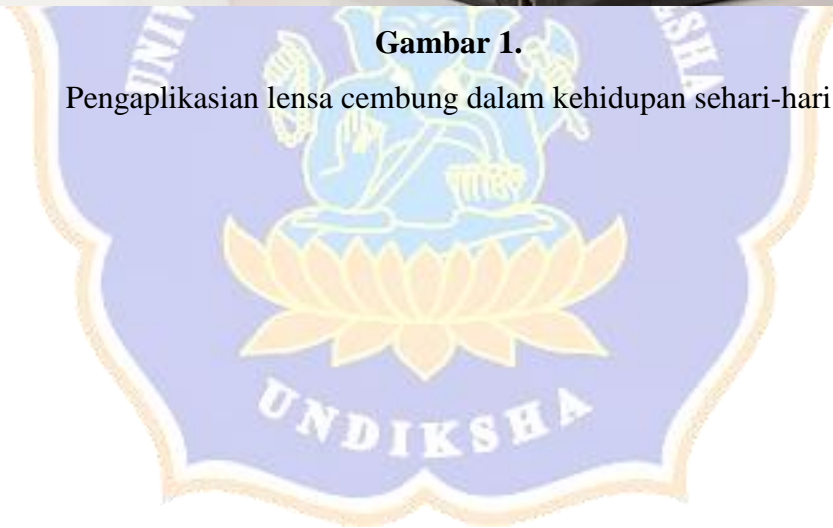 Gambar 1.
Pengaplikasian lensa cembung dalam kehidupan sehari-hari
UNDIKSHA